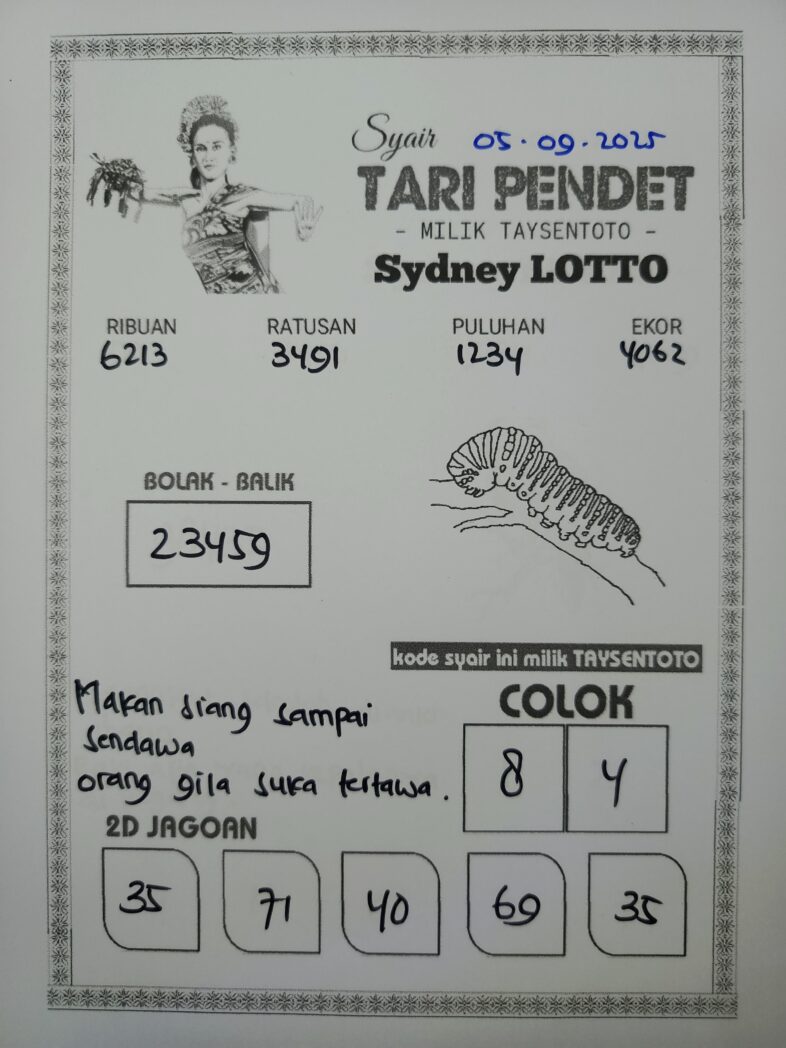 Syair 05.09.2025
TARI PENDET
- MILIK TAYSENTOTO -
Sydney LOTTO
RIBUAN RATUSAN PULUHAN EKOR
6213 3491 1234 4062
BOLAK - BALIK
23459
kode syair ini milik TAYSENTOTO
COLOK
8 4
Makan siang sampai
sendawa
orang gila suka tertawa.
2D JAGOAN
35 71 40 69 35